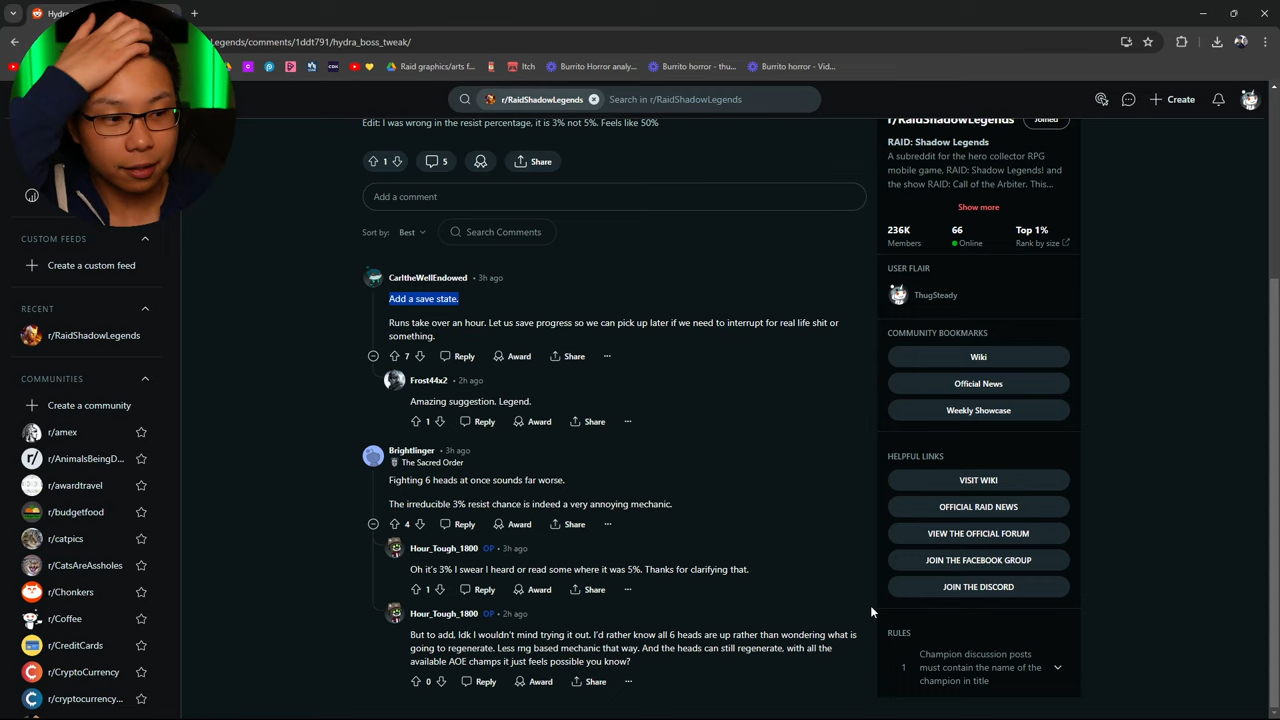 Reddit
Legends/comments/1ddt791/hydra_boss_tweak/
Raid graphics/arts f...
Itch
Burrito Horror analy...
Burrito horror - thu...
Burrito horror - Vid...
r/RaidShadowLegends
Search in r/RaidShadowLegends
Create
Edit: I was wrong in the resist percentage, it is 3% not 5%. Feels like 50%
1
5
Share
Add a comment
Sort by:
Best
Search Comments
CarltheWellEndowed • 3h ago
Add a save state.
Runs take over an hour. Let us save progress so we can pick up later if we need to interrupt for real life shit or
something.
7
Reply
Award
Share
Frost44x2 • 2h ago
Amazing suggestion. Legend.
1
Reply
Award
Share
Brightlinger • 3h ago
The Sacred Order
Fighting 6 heads at once sounds far worse.
The irreducible 3% resist chance is indeed a very annoying mechanic.
4
Reply
Award
Share
Hour_Tough_1800 OP • 3h ago
Oh it's 3% I swear I heard or read some where it was 5%. Thanks for clarifying that.
1
Reply
Award
Share
Hour_Tough_1800 OP • 2h ago
But to add, Idk I wouldn't mind trying it out. I'd rather know all 6 heads are up rather than wondering what is
going to regenerate. Less rng based mechanic that way. And the heads can still regenerate, with all the
available AOE champs it just feels possible you know?
0
Reply
Award
Share
CUSTOM FEEDS
Create a custom feed
RECENT
r/RaidShadowLegends
COMMUNITIES
Create a community
r/amex
r/AnimalsBeingD...
r/awardtravel
r/budgetfood
r/catpics
r/CatsAreAssholes
r/Chonkers
r/Coffee
r/CreditCards
r/CryptoCurrency
r/cryptocurrency...
r/RaidShadowLegends
Joined
RAID: Shadow Legends
A subreddit for the hero collector RPG
mobile game, RAID: Shadow Legends! and
the show RAID: Call of the Arbiter. This...
Show more
236K
Members
66
Online
Top 1%
Rank by size
USER FLAIR
ThugSteady
COMMUNITY BOOKMARKS
Wiki
Official News
Weekly Showcase
HELPFUL LINKS
VISIT WIKI
OFFICIAL RAID NEWS
VIEW THE OFFICIAL FORUM
JOIN THE FACEBOOK GROUP
JOIN THE DISCORD
RULES
1
Champion discussion posts
must contain the name of the
champion in title